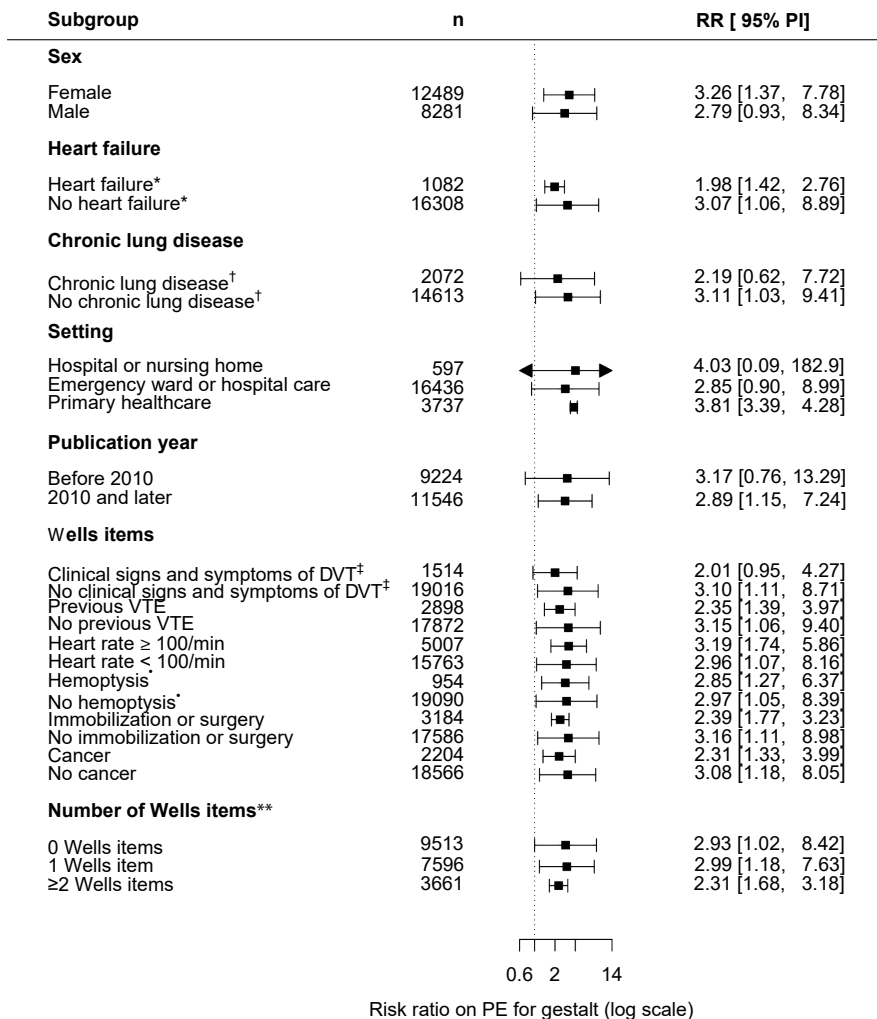 Subgroup n RR [ 95% PI]
Sex
Female 12489 3.26 [1.37, 7.78]
Male 8281 2.79 [0.93, 8.34]
Heart failure
Heart failure* 1082 1.98 [1.42, 2.76]
No heart failure* 16308 3.07 [1.06, 8.89]
Chronic lung disease
Chronic lung disease† 2072 2.19 [0.62, 7.72]
No chronic lung disease† 14613 3.11 [1.03, 9.41]
Setting
Hospital or nursing home 597 4.03 [0.09, 182.9]
Emergency ward or hospital care 16436 2.85 [0.90, 8.99]
Primary healthcare 3737 3.81 [3.39, 4.28]
Publication year
Before 2010 9224 3.17 [0.76, 13.29]
2010 and later 11546 2.89 [1.15, 7.24]
Wells items
Clinical signs and symptoms of DVT‡ 1514 2.01 [0.95, 4.27]
No clinical signs and symptoms of DVT‡ 19016 3.10 [1.11, 8.71]
Previous VTE 2898 2.35 [1.39, 3.97]
No previous VTE 17872 3.15 [1.06, 9.40]
Heart rate ≥ 100/min 5007 3.19 [1.74, 5.86]
Heart rate < 100/min 15763 2.96 [1.07, 8.16]
Hemoptysis• 954 2.85 [1.27, 6.37]
No hemoptysis• 19090 2.97 [1.05, 8.39]
Immobilization or surgery 3184 2.39 [1.77, 3.23]
No immobilization or surgery 17586 3.16 [1.11, 8.98]
Cancer 2204 2.31 [1.33, 3.99]
No cancer 18566 3.08 [1.18, 8.05]
Number of Wells items**
0 Wells items 9513 2.93 [1.02, 8.42]
1 Wells item 7596 2.99 [1.18, 7.63]
≥2 Wells items 3661 2.31 [1.68, 3.18]
0.6 2 14
Risk ratio on PE for gestalt (log scale)